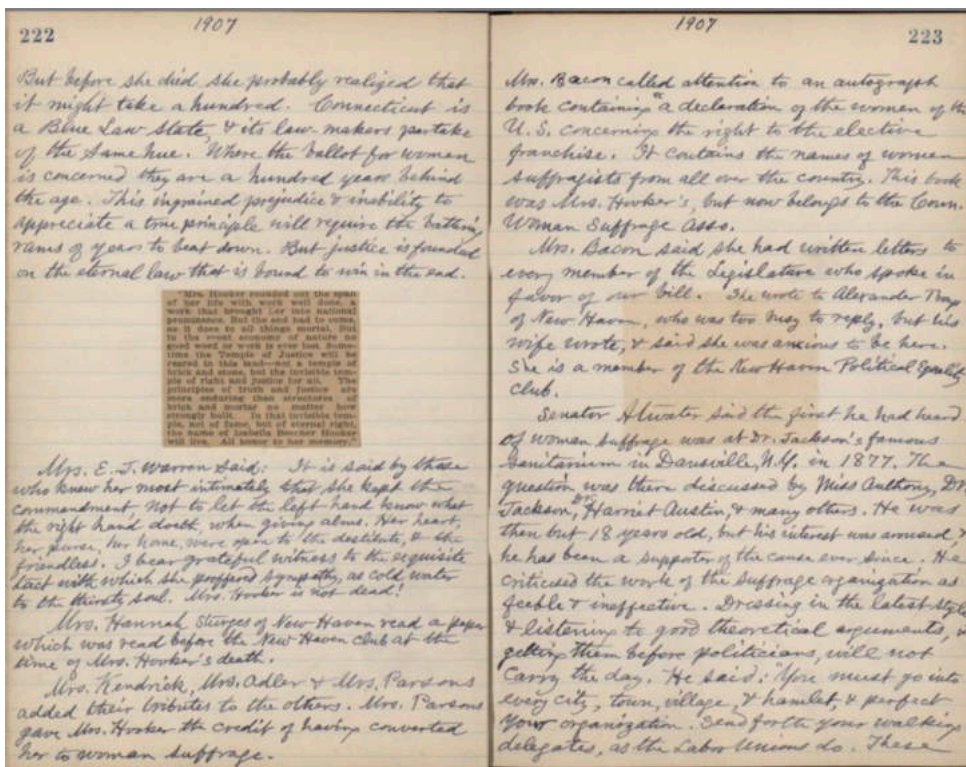 222
1907
But before she died she probably realized that
it might take a hundred. Connecticut is
a Blue Law State, & its law-makers partake
of the same hue. Where the ballot for woman
is concerned they are a hundred years behind
the age. This ingrained prejudice & inability to
appreciate a true principle will require the battering
rams of years to beat down. But Justice is founded
on the eternal law that is bound to win in the end.
"Mrs. Hooker rounded out the span
of her life with work well done, a
work that brought her into national
prominence. But the end had to come,
as it does to all things mortal. But
in the great economy of nature no
good word or work is ever lost. Some-
time the Temple of Justice will be
reared in this land—not a temple of
brick and stone, but the invisible tem-
ple of right and justice for all. The
principles of truth and justice are
more enduring than structures of
brick and mortar no matter how
strongly built. In that invisible tem-
ple, not of fame, but of eternal right,
the name of Isabella Beecher Hooker
will live. All honor to her memory."
Mrs. E. J. Warren said: It is said by those
who knew her most intimately that she kept the
commandment, not to let the left hand know what
the right hand doeth, when giving alms. Her heart,
her purse, her home, were open to the destitute, & the
friendless. I bear grateful witness to the exquisite
tact with which she proffered sympathy, as cold water
to the thirsty soul. Mrs. Hooker is not dead!
Mrs. Hannah Sturges of New Haven read a paper
which was read before the New Haven club at the
time of Mrs. Hooker's death.
Mrs. Kendrick, Mrs. Adler & Mrs. Parsons
added their tributes to the others. Mrs. Parsons
gave Mrs. Hooker the credit of having converted
her to woman suffrage.
1907
223
Mrs. Bacon called attention to an autograph
book containing a declaration of the women of the
U.S. concerning the right to the elective
franchise. It contains the names of women
suffragists from all over the country. This book
was Mrs. Hooker's, but now belongs to the Conn.
Woman Suffrage Asso.
Mrs. Bacon said she had written letters to
every member of the Legislature who spoke in
favor of our bill. She wrote to Alexander
of New Haven, who was too busy to reply, but his
wife wrote, & said she was anxious to be here.
She is a member of the New Haven Political Equality
Club.
Senator Atwater said the first he had heard
of woman suffrage was at Dr. Jackson's famous
Sanitarium in Dansville, N.Y. in 1877. The
question was there discussed by Miss Anthony, Dr.
Jackson, Dr. Harriet Austin, & many others. He was
then but 18 years old, but his interest was aroused &
he has been a supporter of the cause ever since. He
criticised the work of the suffrage organization as
feeble & ineffective. Dressing in the latest style
& listening to good theoretical arguments, &
getting them before politicians, will not
carry the day. He said: "You must go into
every city, town, village, & hamlet, & perfect
your organization. Send forth your walking
delegates, as the Labor Unions do. These